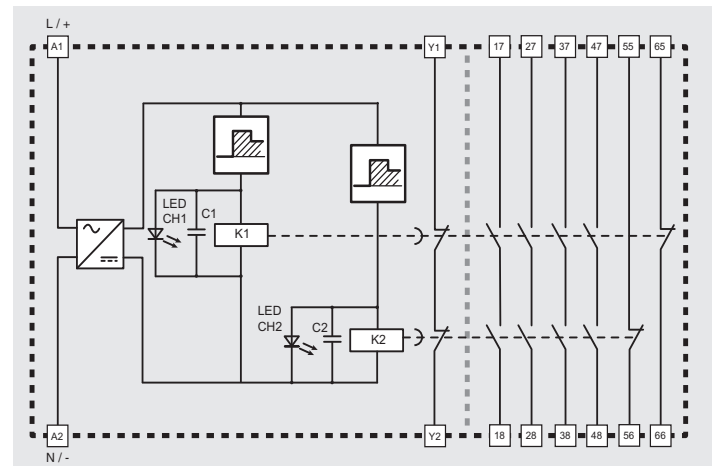 L / +
A1 Y1 17 27 37 47 55 65
LED
CH1
C1
K1
LED
CH2
C2
K2
A2 Y2 18 28 38 48 56 66
N / -